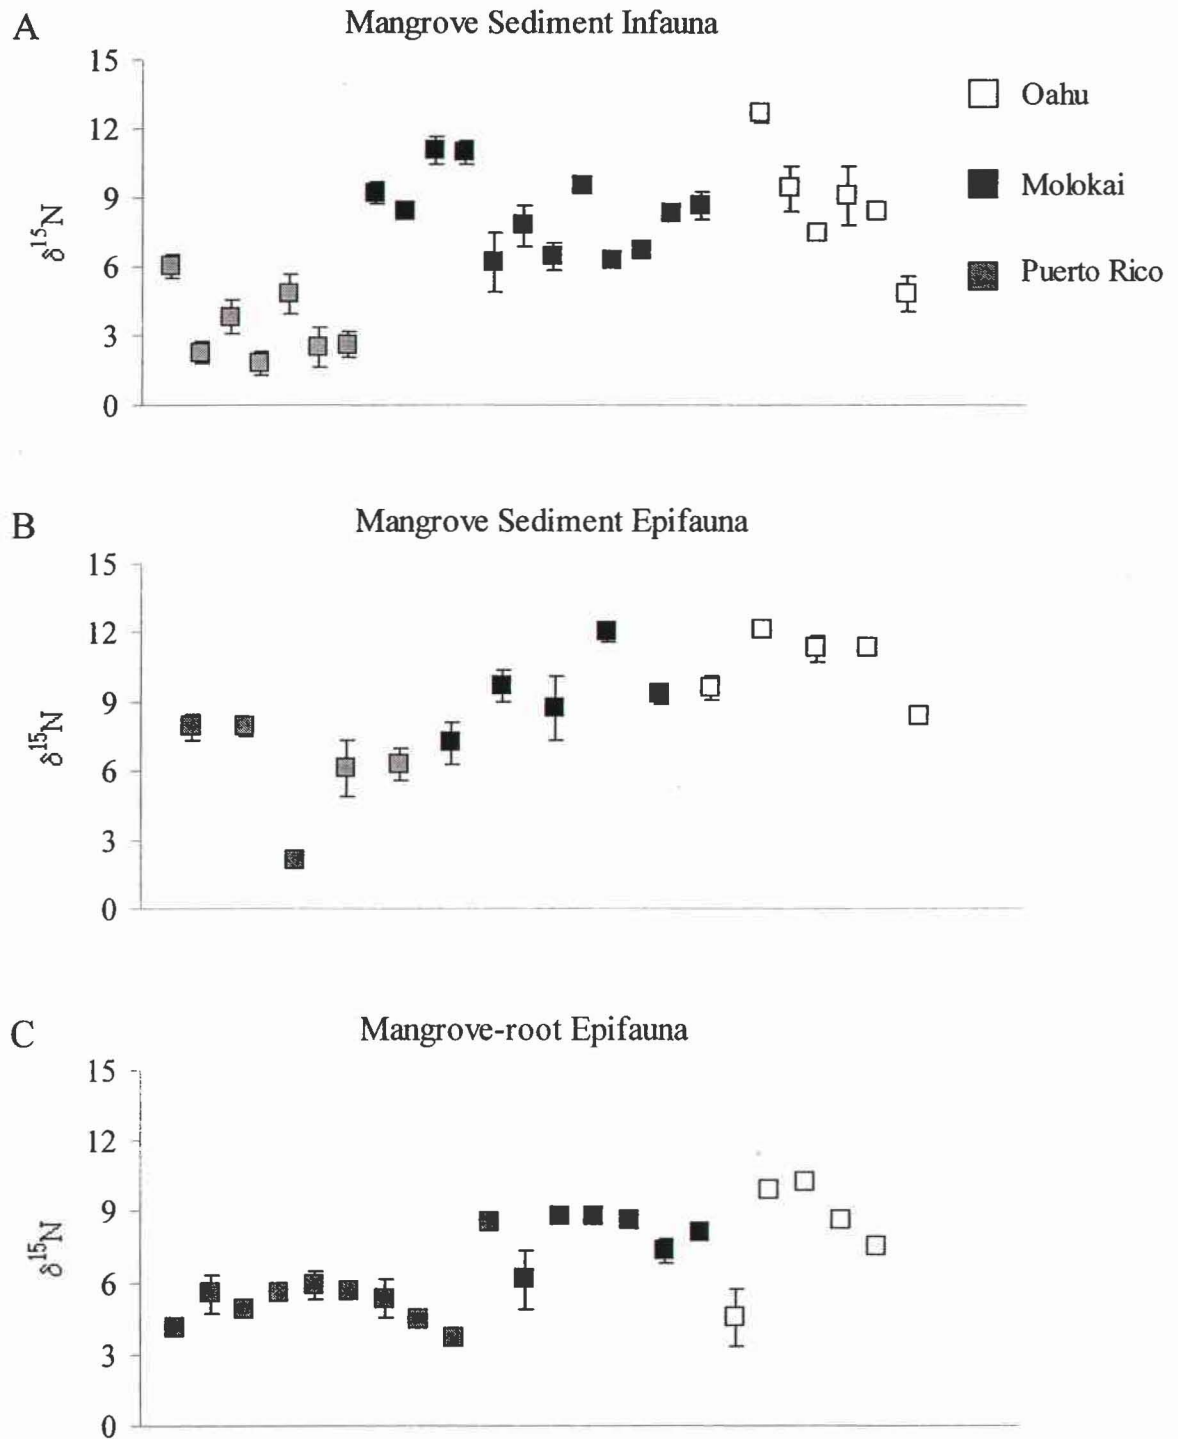 A
Mangrove Sediment Infauna
15
12
9
6
3
0
δ15N
Oahu
Molokai
Puerto Rico
B
Mangrove Sediment Epifauna
15
12
9
6
3
0
δ15N
C
Mangrove-root Epifauna
15
12
9
6
3
0
δ15N